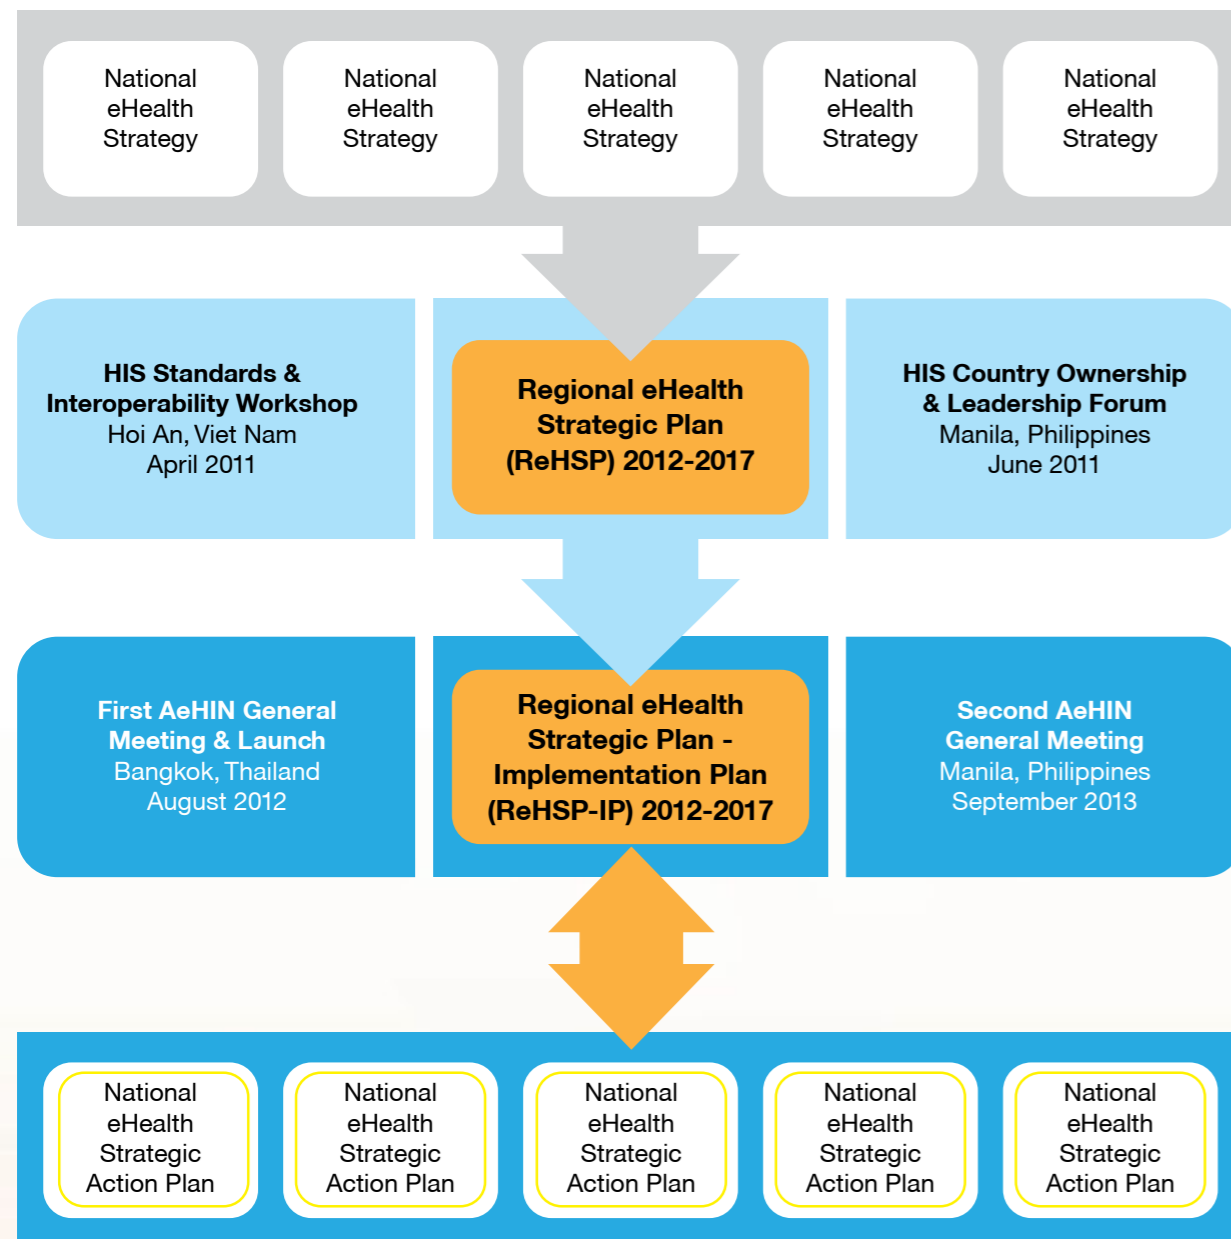 National
eHealth
Strategy
National
eHealth
Strategy
National
eHealth
Strategy
National
eHealth
Strategy
National
eHealth
Strategy
HIS Standards &
Interoperability Workshop
Hoi An, Viet Nam
April 2011
Regional eHealth
Strategic Plan
(ReHSP) 2012-2017
HIS Country Ownership
& Leadership Forum
Manila, Philippines
June 2011
First AeHIN General
Meeting & Launch
Bangkok, Thailand
August 2012
Regional eHealth
Strategic Plan -
Implementation Plan
(ReHSP-IP) 2012-2017
Second AeHIN
General Meeting
Manila, Philippines
September 2013
National
eHealth
Strategic
Action Plan
National
eHealth
Strategic
Action Plan
National
eHealth
Strategic
Action Plan
National
eHealth
Strategic
Action Plan
National
eHealth
Strategic
Action Plan